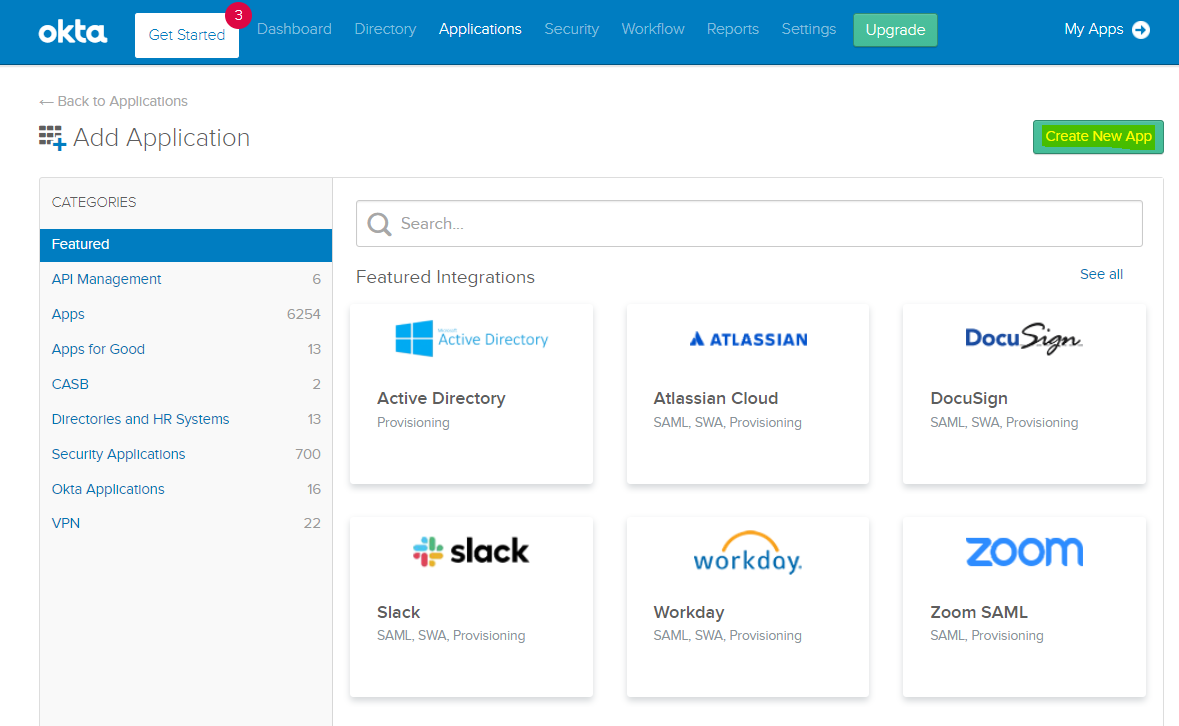 okta
Get Started
3
Dashboard
Directory
Applications
Security
Workflow
Reports
Settings
Upgrade
My Apps
← Back to Applications
Add Application
Create New App
CATEGORIES
Featured
API Management 6
Apps 6254
Apps for Good 13
CASB 2
Directories and HR Systems 13
Security Applications 700
Okta Applications 16
VPN 22
Search...
Featured Integrations
See all
Microsoft
Active Directory
Active Directory
Provisioning
ATLASSIAN
Atlassian Cloud
SAML, SWA, Provisioning
DocuSign
DocuSign
SAML, SWA, Provisioning
slack
Slack
SAML, SWA, Provisioning
workday.
Workday
SAML, SWA, Provisioning
zoom
Zoom SAML
SAML, Provisioning